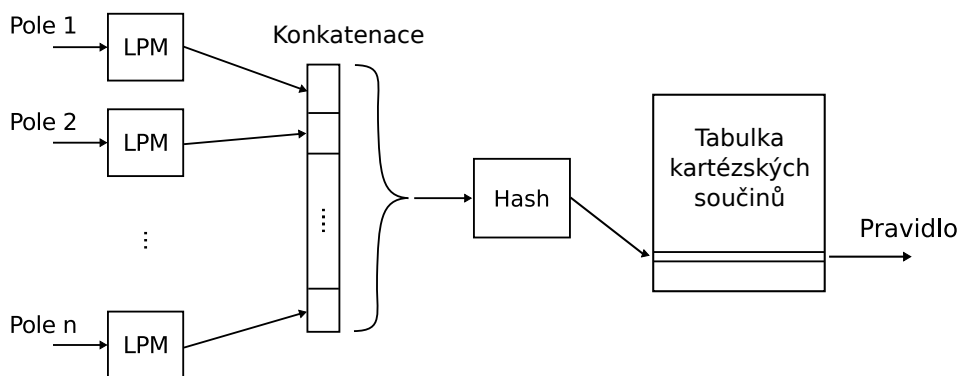 Pole 1
LPM
Konkatenace
Pole 2
LPM
...
....
Hash
Tabulka
kartézských
součinů
Pravidlo
Pole n
LPM